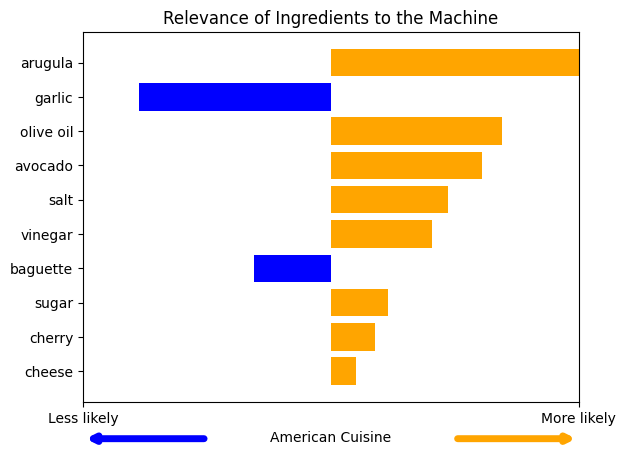 Relevance of Ingredients to the Machine
arugula
garlic
olive oil
avocado
salt
vinegar
baguette
sugar
cherry
cheese
Less likely
More likely
American Cuisine